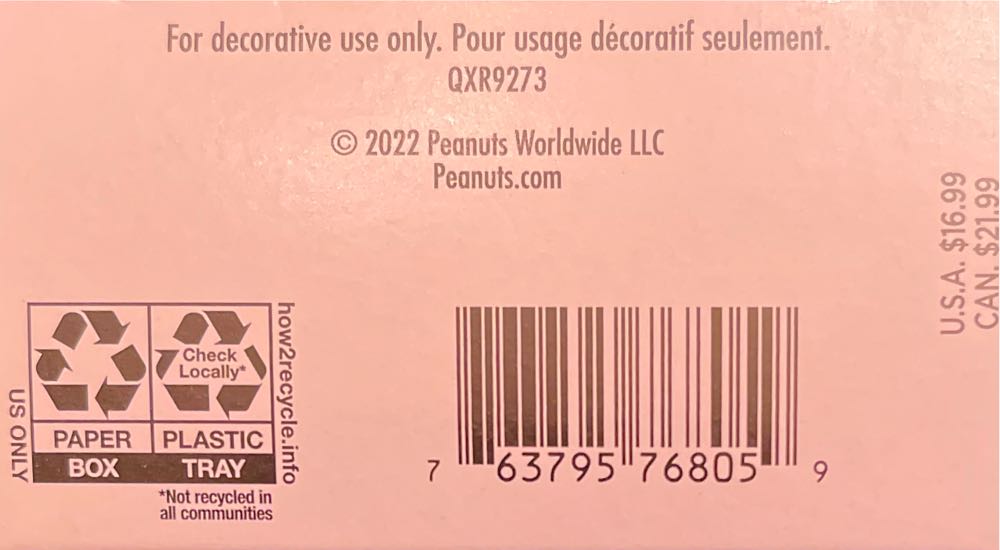 For decorative use only. Pour usage décoratif seulement.
QXR9273
© 2022 Peanuts Worldwide LLC
Peanuts.com
U.S.A. $16.99
CAN. $21.99
Check
Locally*
how2recycle.info
US ONLY
PAPER
PLASTIC
BOX
TRAY
*Not recycled in
all communities
7 63795 76805 9